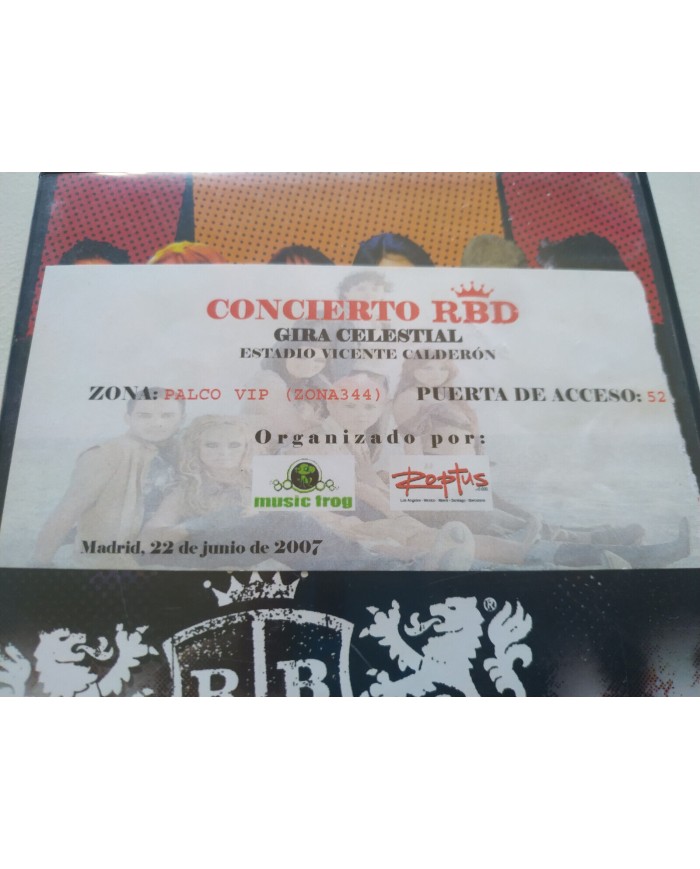 CONCIERTO RBD
GIRA CELESTIAL
ESTADIO VICENTE CALDERÓN
ZONA: PALCO VIP (ZONA344) PUERTA DE ACCESO: 52
Organizado por:
music frog
Reptus
Madrid, 22 de junio de 2007
®
R B